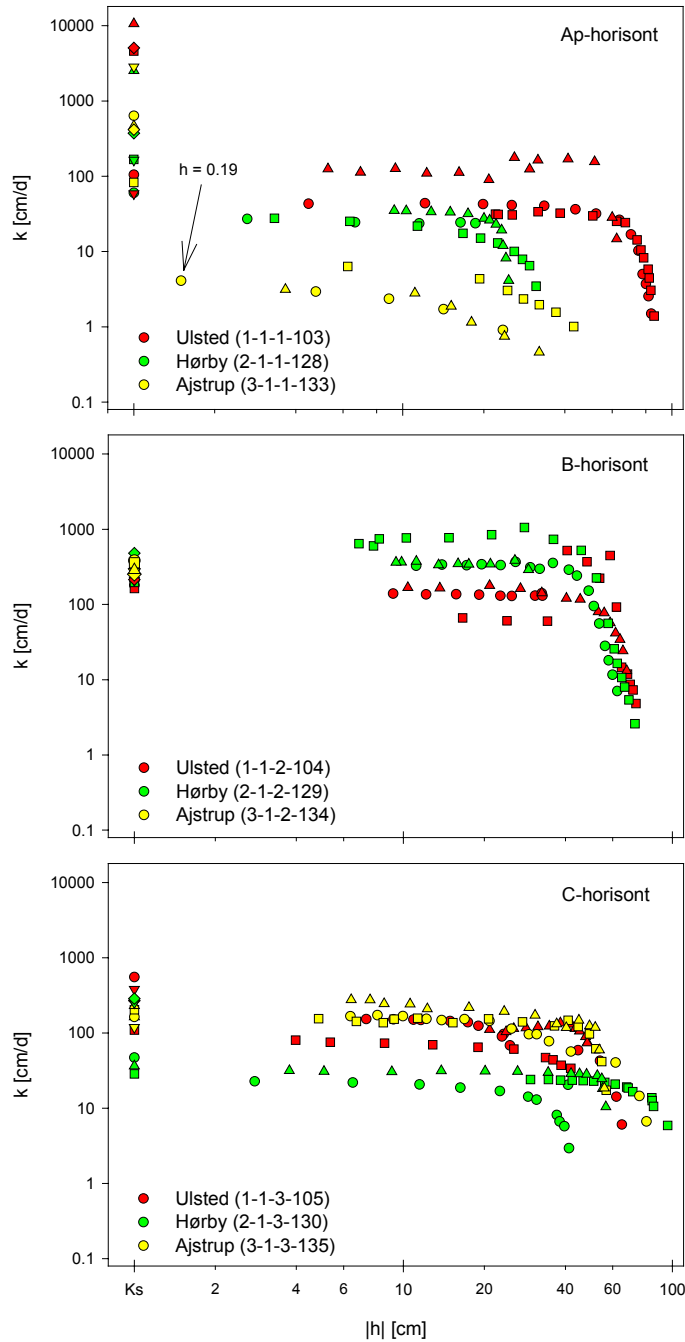 Ap-horisont
10000
1000
100
10
1
0.1
k [cm/d]
h = 0.19
Ulsted (1-1-1-103)
Hørby (2-1-1-128)
Ajstrup (3-1-1-133)
B-horisont
10000
1000
100
10
1
0.1
k [cm/d]
Ulsted (1-1-2-104)
Hørby (2-1-2-129)
Ajstrup (3-1-2-134)
C-horisont
10000
1000
100
10
1
0.1
k [cm/d]
Ulsted (1-1-3-105)
Hørby (2-1-3-130)
Ajstrup (3-1-3-135)
Ks 2 4 6 10 20 40 60 100
|h| [cm]